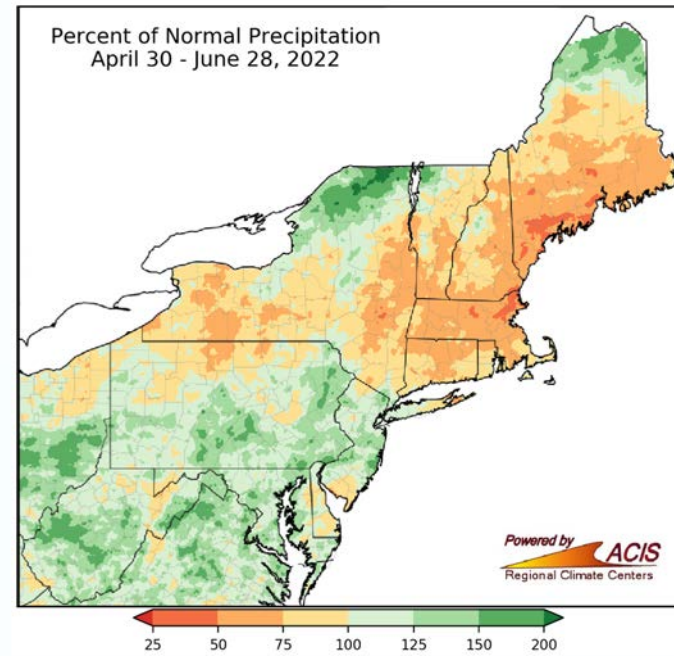 Percent of Normal Precipitation
April 30 - June 28, 2022
Powered by
ACIS
Regional Climate Centers
25 50 75 100 125 150 200